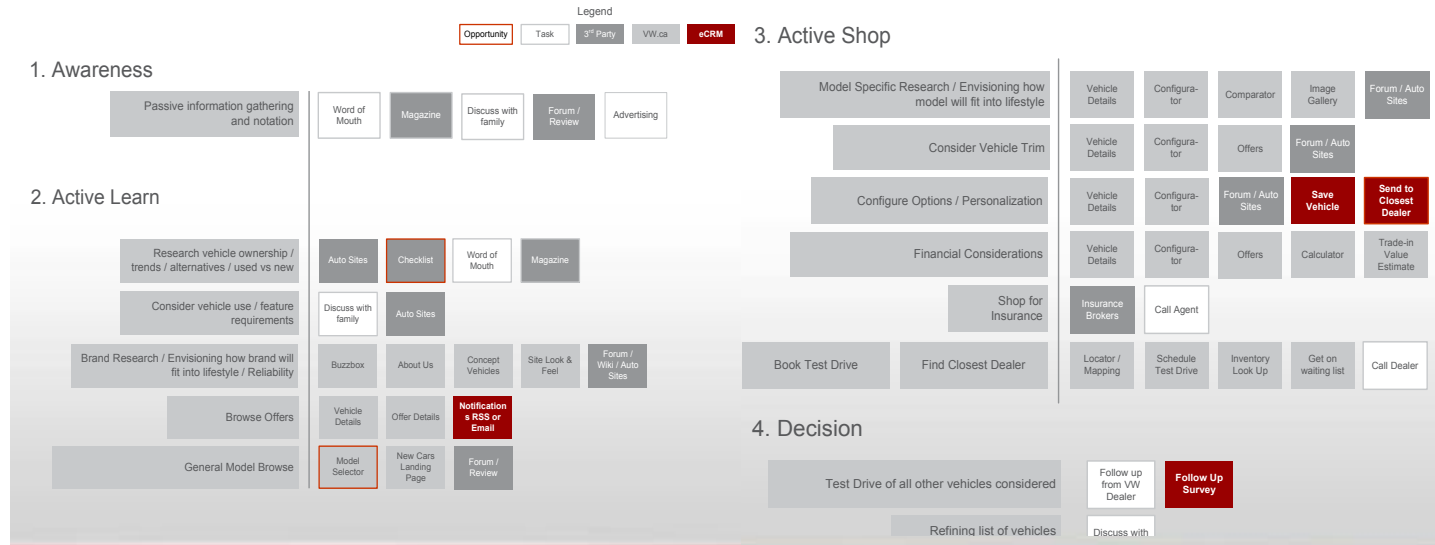 Legend
Opportunity
Task
3rd Party
VW.ca
eCRM
1. Awareness
Passive information gathering
and notation
Word of
Mouth
Magazine
Discuss with
family
Forum /
Review
Advertising
2. Active Learn
Research vehicle ownership /
trends / alternatives / used vs new
Auto Sites
Checklist
Word of
Mouth
Magazine
Consider vehicle use / feature
requirements
Discuss with
family
Auto Sites
Brand Research / Envisioning how brand will
fit into lifestyle / Reliability
Buzzbox
About Us
Concept
Vehicles
Site Look &
Feel
Forum /
Wiki / Auto
Sites
Browse Offers
Vehicle
Details
Offer Details
Notification
s RSS or
Email
General Model Browse
Model
Selector
New Cars
Landing
Page
Forum /
Review
3. Active Shop
Model Specific Research / Envisioning how
model will fit into lifestyle
Vehicle
Details
Configura-
tor
Comparator
Image
Gallery
Forum / Auto
Sites
Consider Vehicle Trim
Vehicle
Details
Configura-
tor
Offers
Forum / Auto
Sites
Configure Options / Personalization
Vehicle
Details
Configura-
tor
Forum / Auto
Sites
Save
Vehicle
Send to
Closest
Dealer
Financial Considerations
Vehicle
Details
Configura-
tor
Offers
Calculator
Trade-in
Value
Estimate
Shop for
Insurance
Insurance
Brokers
Call Agent
Book Test Drive
Find Closest Dealer
Locator /
Mapping
Schedule
Test Drive
Inventory
Look Up
Get on
waiting list
Call Dealer
4. Decision
Test Drive of all other vehicles considered
Follow up
from VW
Dealer
Follow Up
Survey
Refining list of vehicles
Discuss with